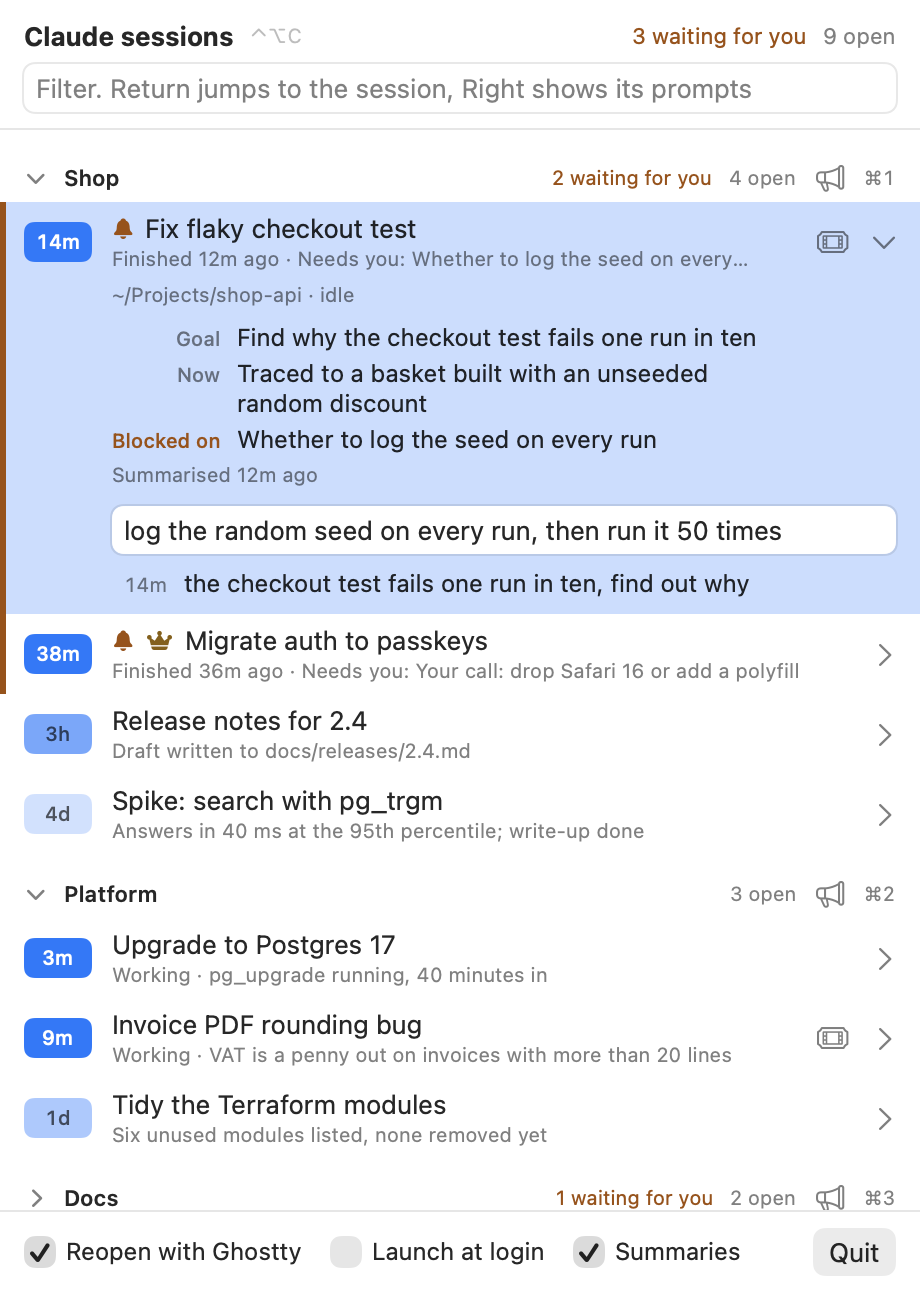 Claude sessions ^⌥C 3 waiting for you 9 open
Filter. Return jumps to the session, Right shows its prompts
Shop 2 waiting for you 4 open ⌘1
14m Fix flaky checkout test
Finished 12m ago · Needs you: Whether to log the seed on every…
~/Projects/shop-api · idle
Goal Find why the checkout test fails one run in ten
Now Traced to a basket built with an unseeded
random discount
Blocked on Whether to log the seed on every run
Summarised 12m ago
log the random seed on every run, then run it 50 times
14m the checkout test fails one run in ten, find out why
38m Migrate auth to passkeys
Finished 36m ago · Needs you: Your call: drop Safari 16 or add a polyfill
3h Release notes for 2.4
Draft written to docs/releases/2.4.md
4d Spike: search with pg_trgm
Answers in 40 ms at the 95th percentile; write-up done
Platform 3 open ⌘2
3m Upgrade to Postgres 17
Working · pg_upgrade running, 40 minutes in
9m Invoice PDF rounding bug
Working · VAT is a penny out on invoices with more than 20 lines
1d Tidy the Terraform modules
Six unused modules listed, none removed yet
Docs 1 waiting for you 2 open ⌘3
Reopen with Ghostty Launch at login Summaries Quit